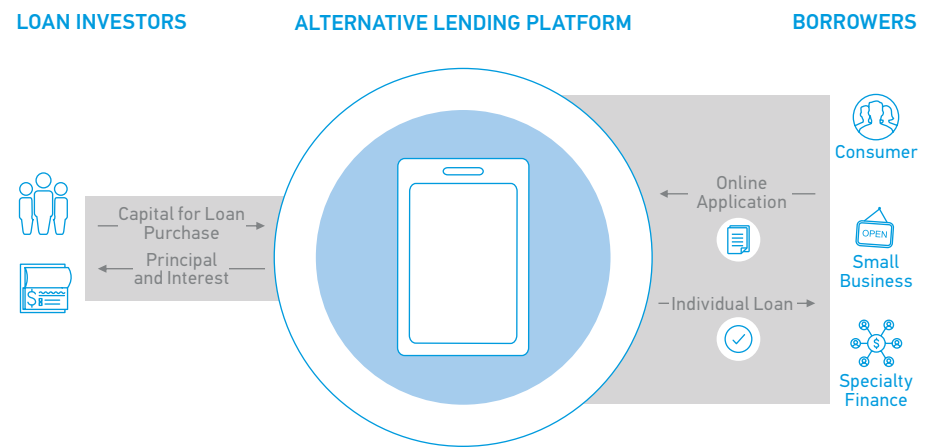 LOAN INVESTORS
ALTERNATIVE LENDING PLATFORM
BORROWERS
Capital for Loan
Purchase
Principal
and Interest
$
Online
Application
Individual Loan
Consumer
OPEN
Small
Business
$
Specialty
Finance